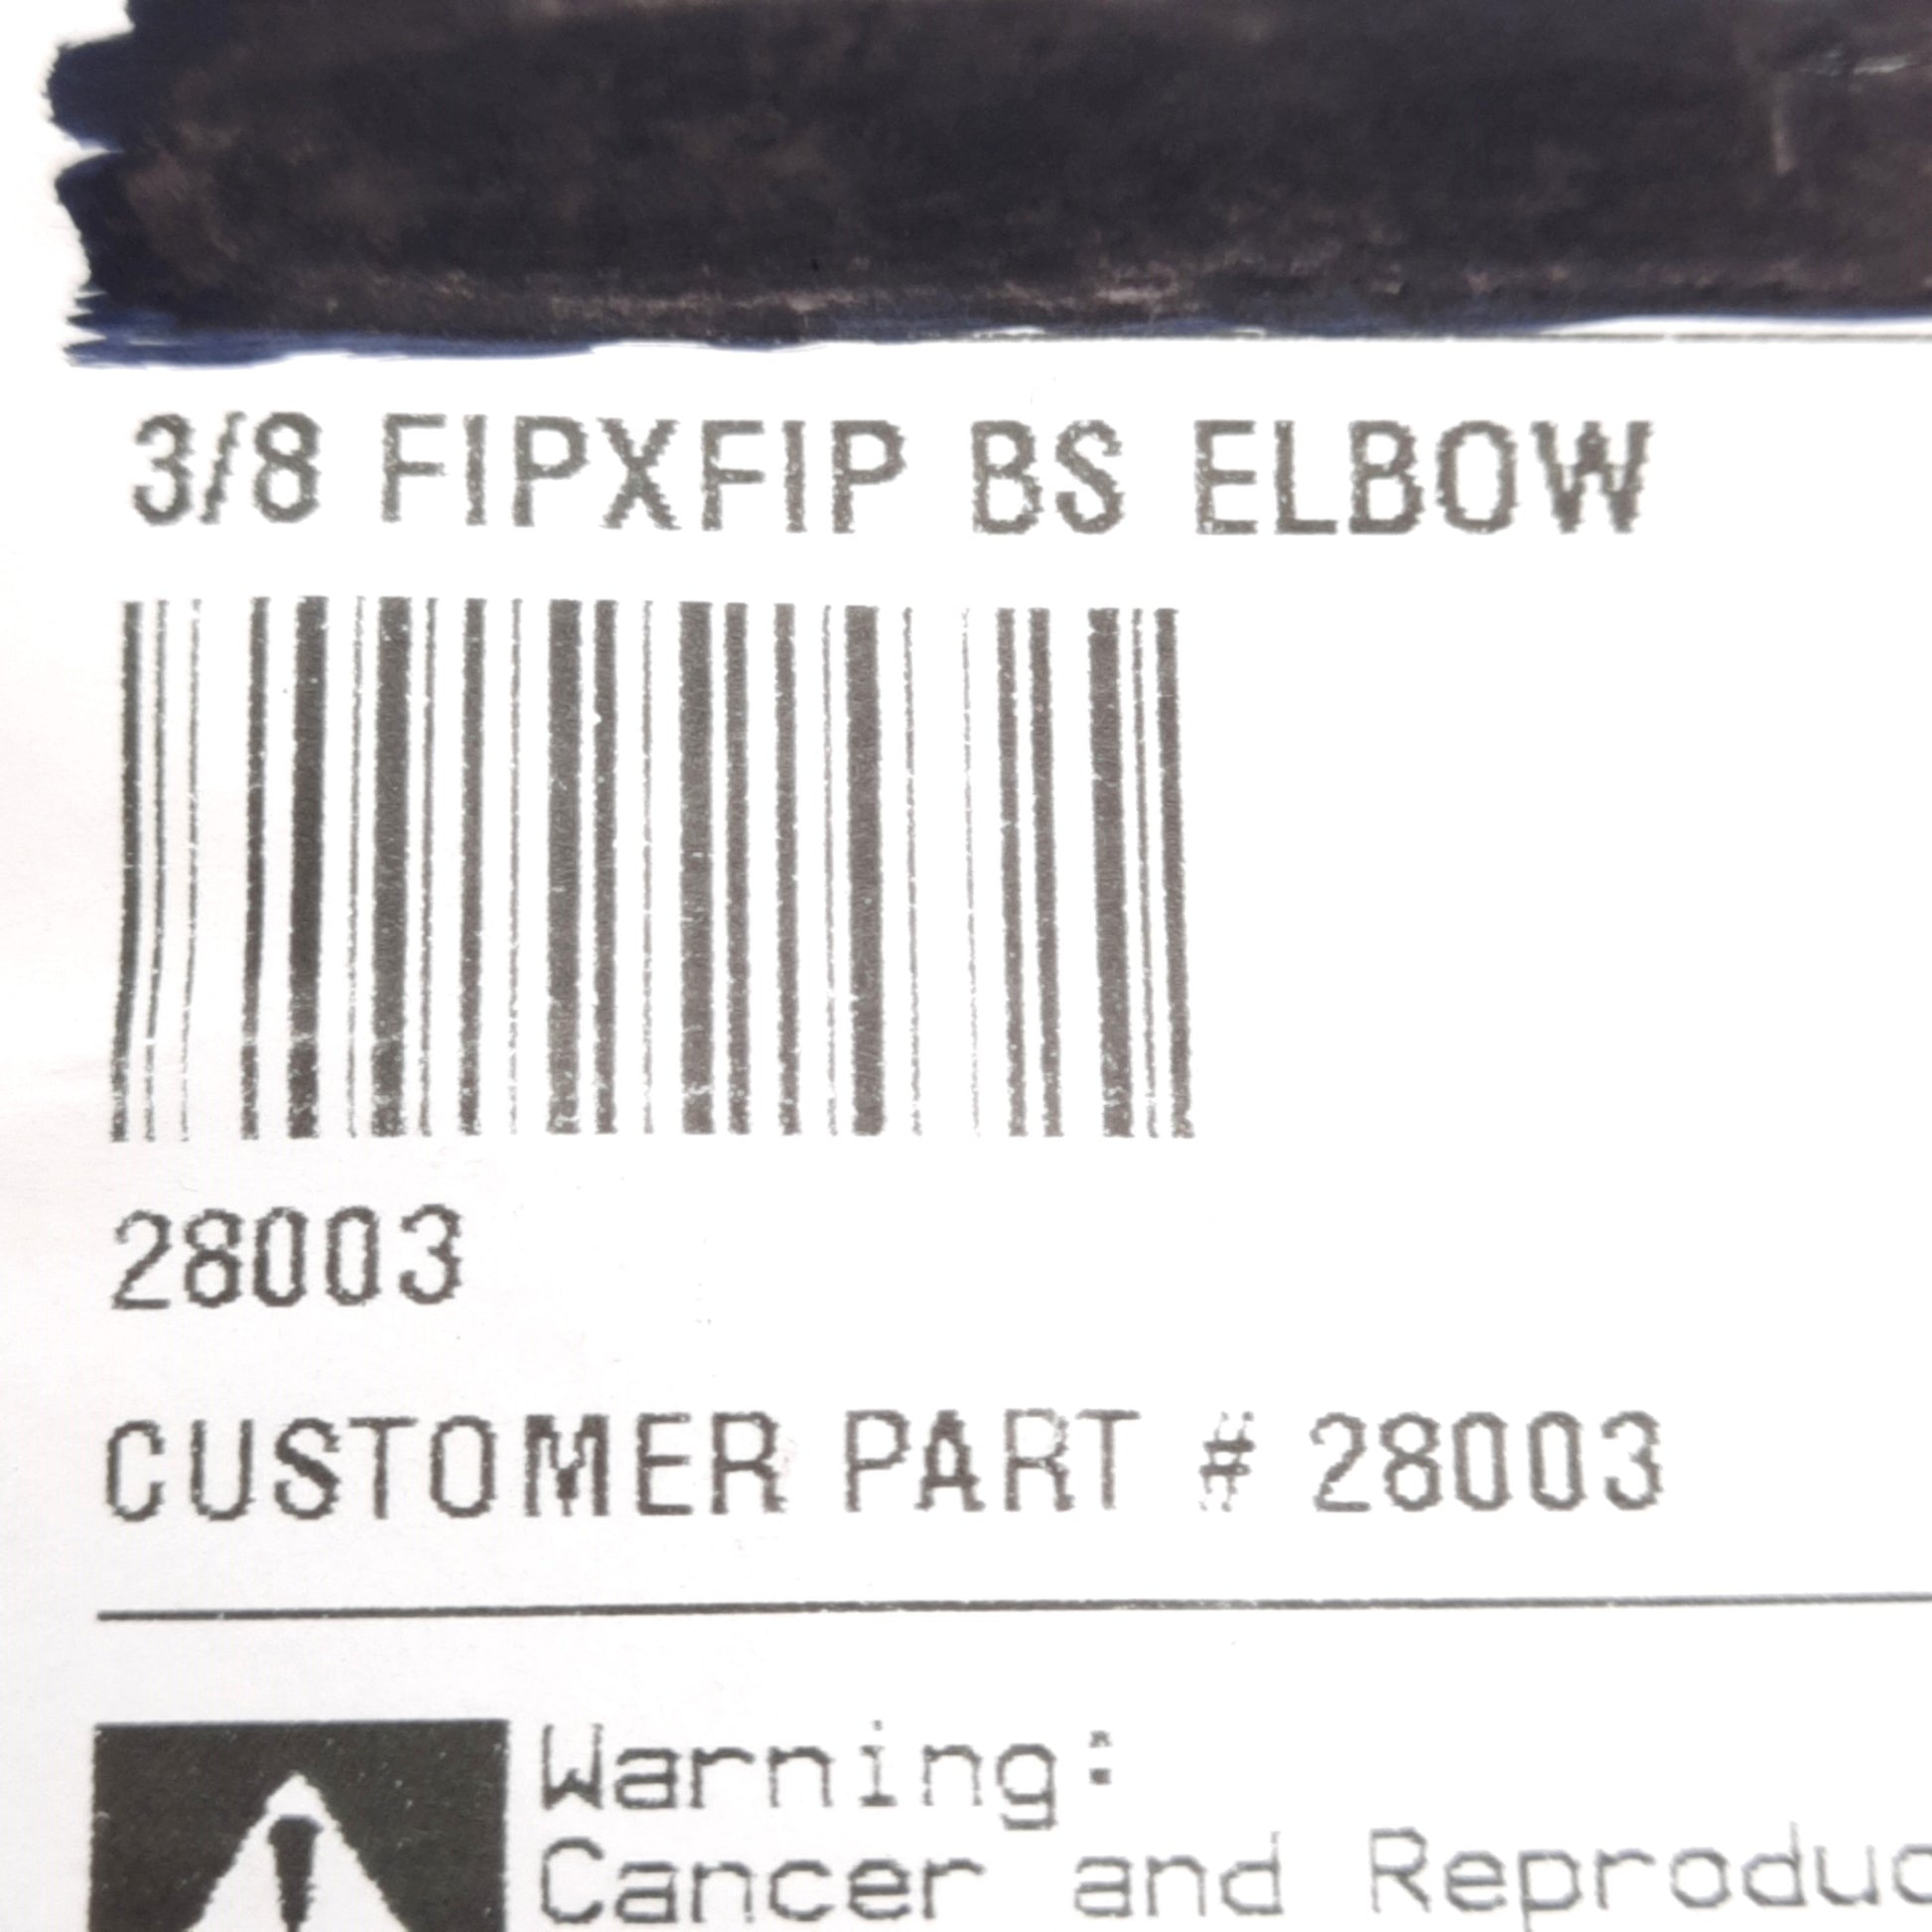 3/8 FIPXFIP BS ELBOW
28003
CUSTOMER PART # 28003
Warning:
Cancer and Reproduc